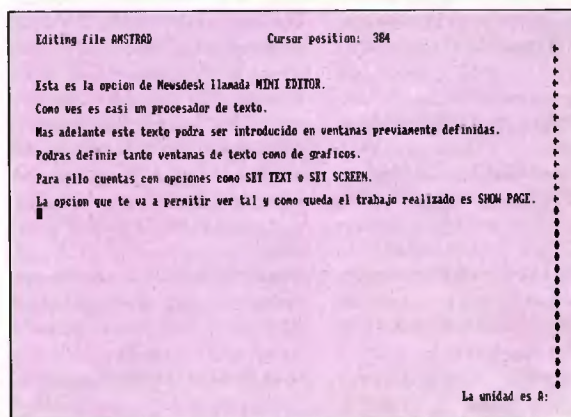 Editing file AMSTRAD Cursor position: 384
Esta es la opcion de Newsdesk llamada MINI EDITOR.
Como ves es casi un procesador de texto.
Mas adelante este texto podra ser introducido en ventanas previamente definidas.
Podras definir tanto ventanas de texto como de graficos.
Para ello cuentas con opciones como SET TEXT o SET SCREEN.
La opcion que te va a permitir ver tal y como queda el trabajo realizado es SHOW PAGE.
La unidad es A: